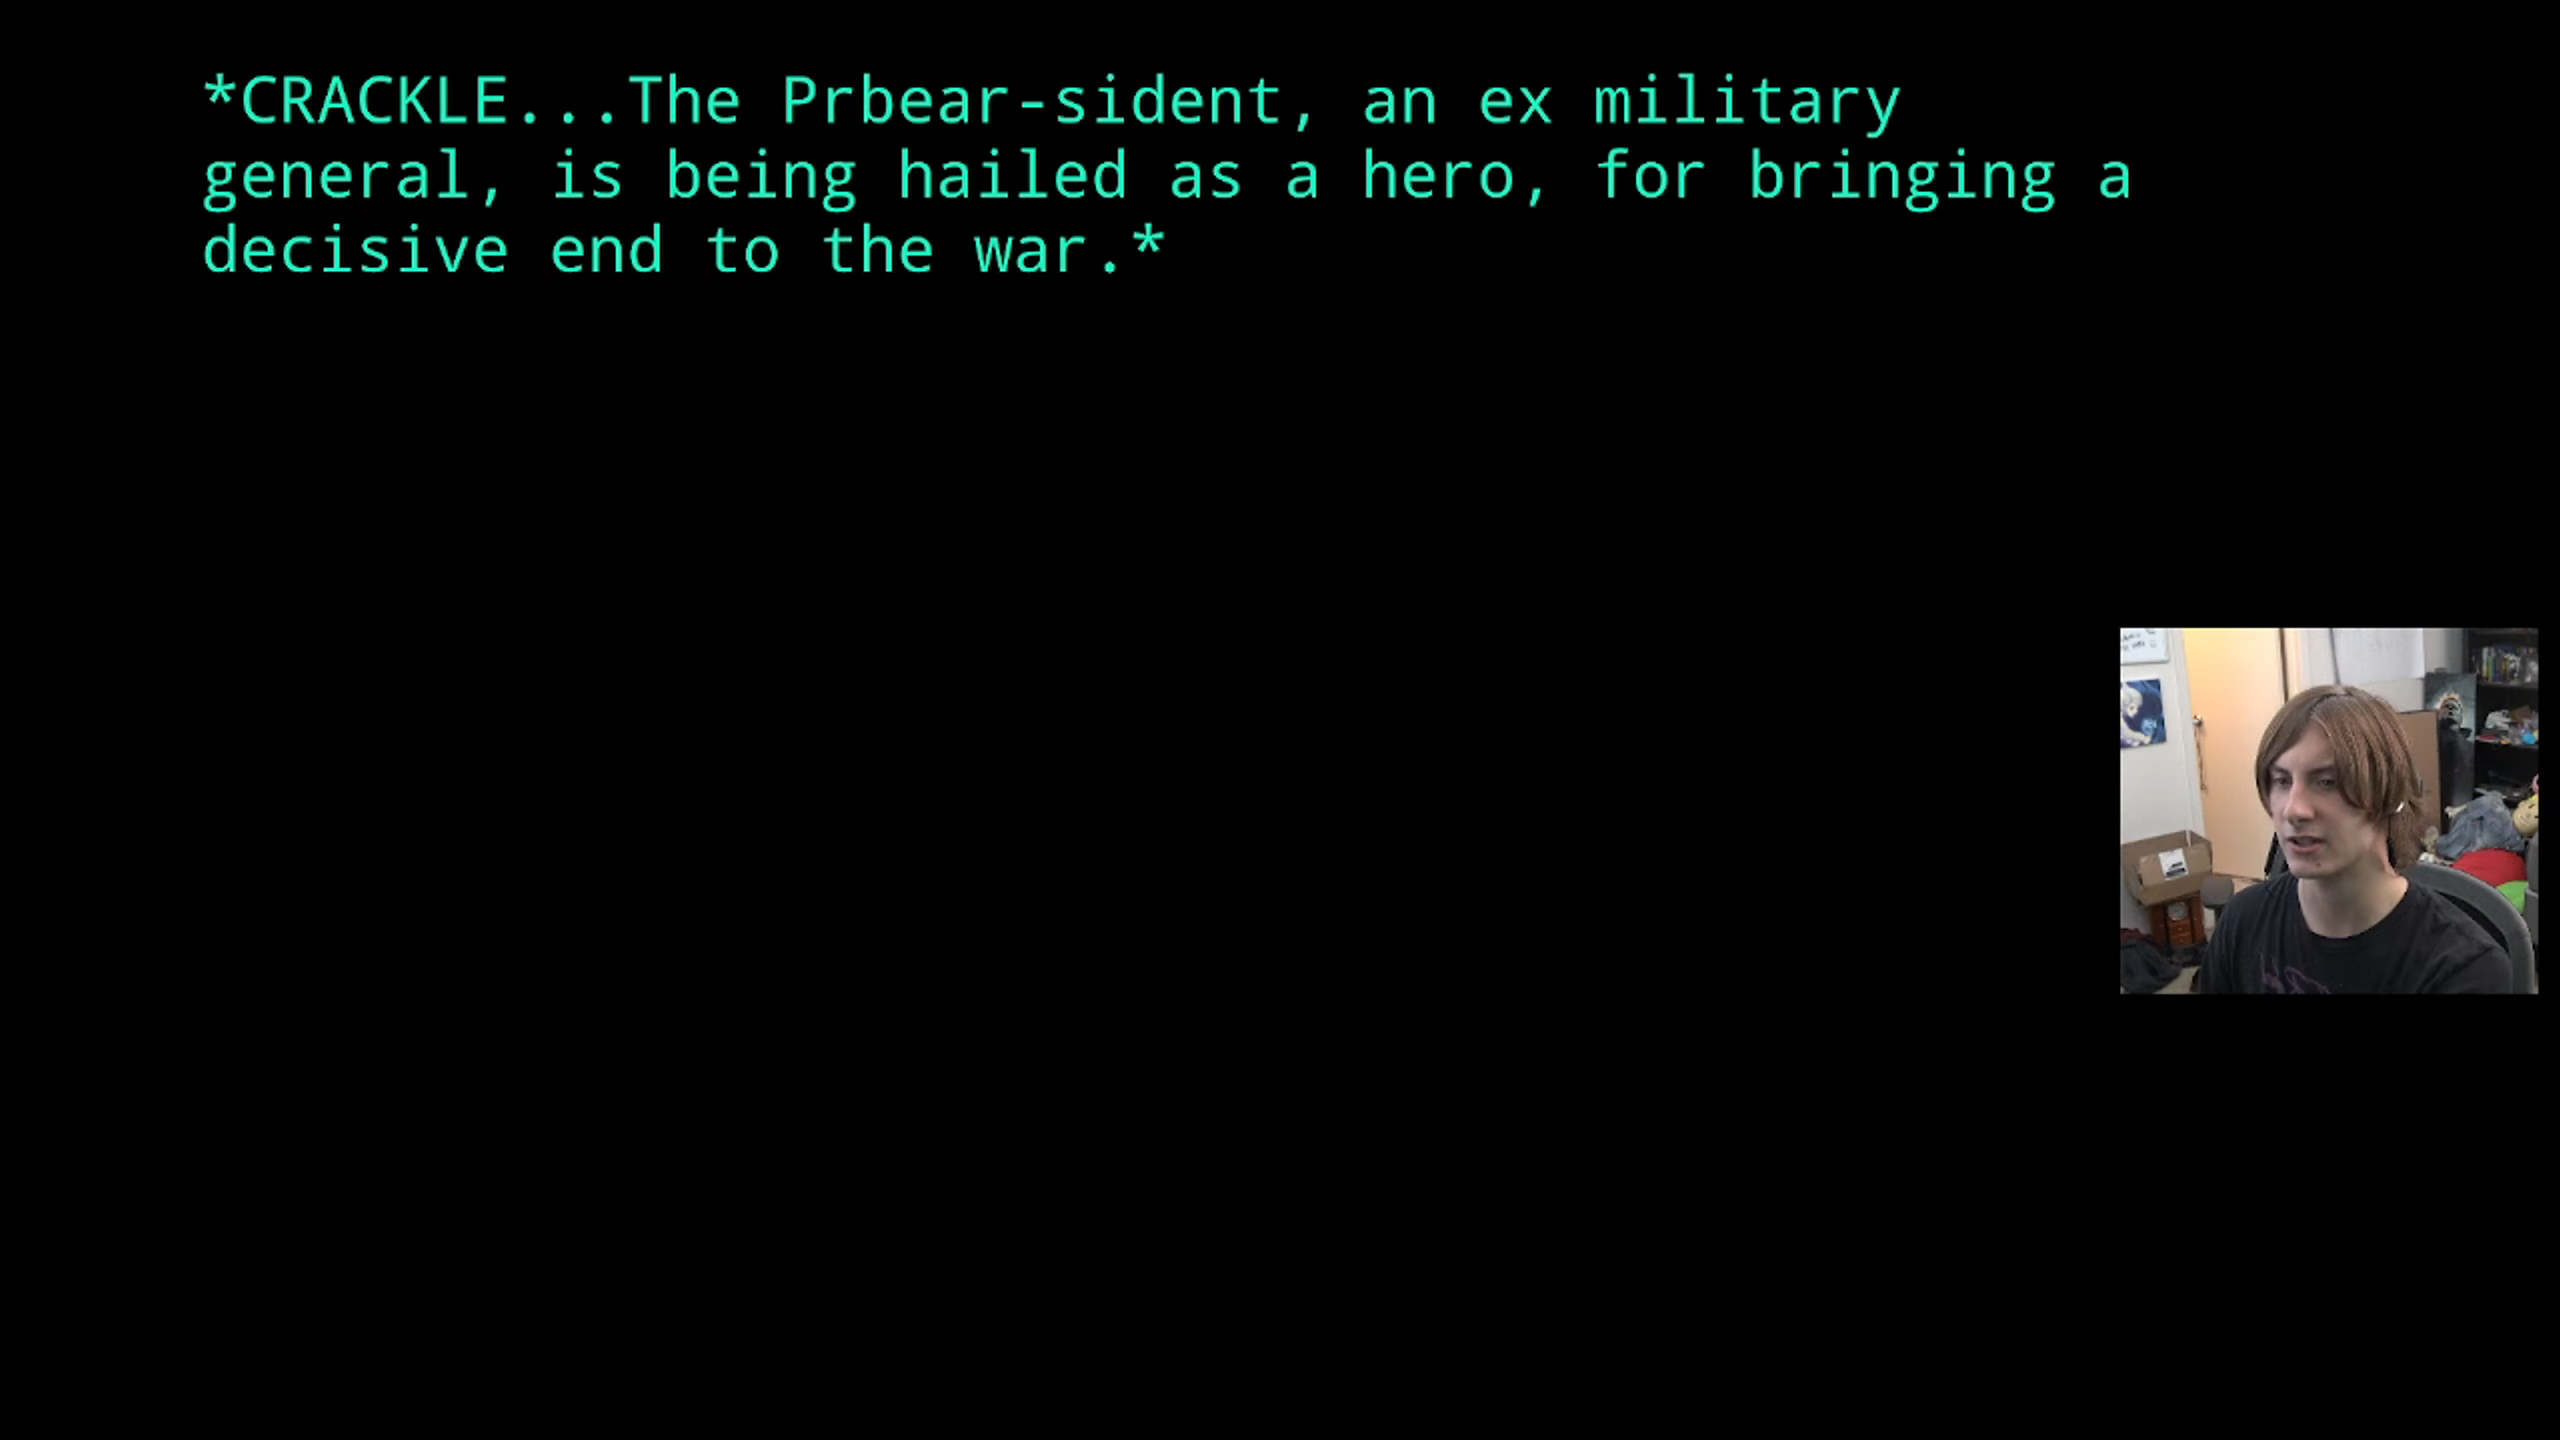 *CRACKLE...The Prbear-sident, an ex military
general, is being hailed as a hero, for bringing a
decisive end to the war.*